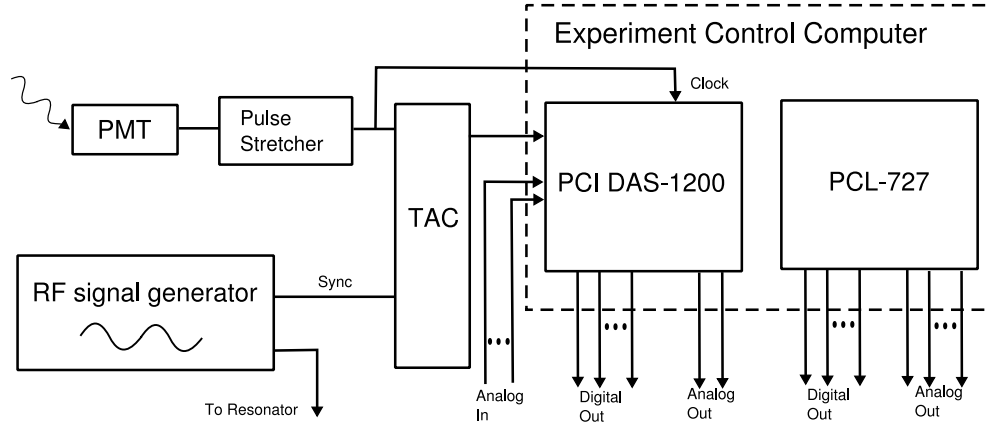 Experiment Control Computer
Clock
PMT
Pulse
Stretcher
TAC
PCI DAS-1200
PCL-727
RF signal generator
Sync
To Resonator
Analog
In
Digital
Out
Analog
Out
Digital
Out
Analog
Out